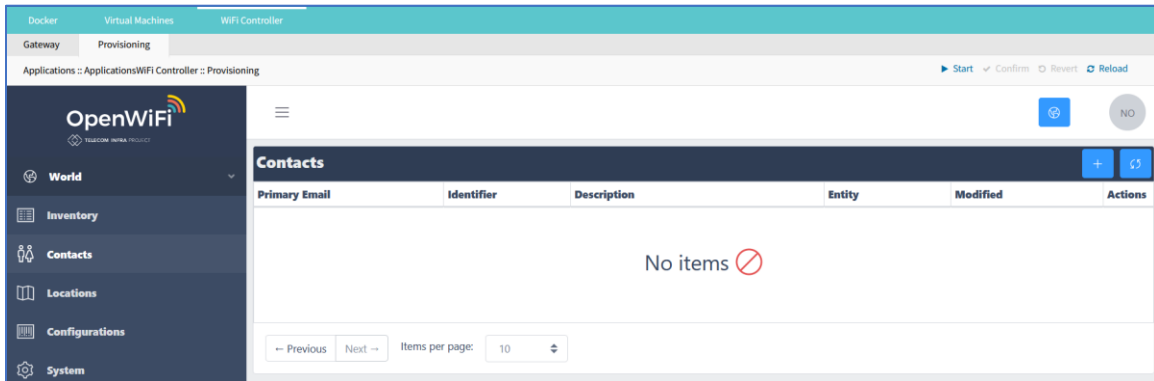 Docker Virtual Machines WiFi Controller
Gateway Provisioning
Applications :: ApplicationsWiFi Controller :: Provisioning Start Confirm Revert Reload
OpenWiFi
TELECOM INFRA PROJECT
NO
World
Contacts
Primary Email Identifier Description Entity Modified Actions
Inventory
Contacts
Locations
Configurations
System
No items
← Previous Next → Items per page: 10